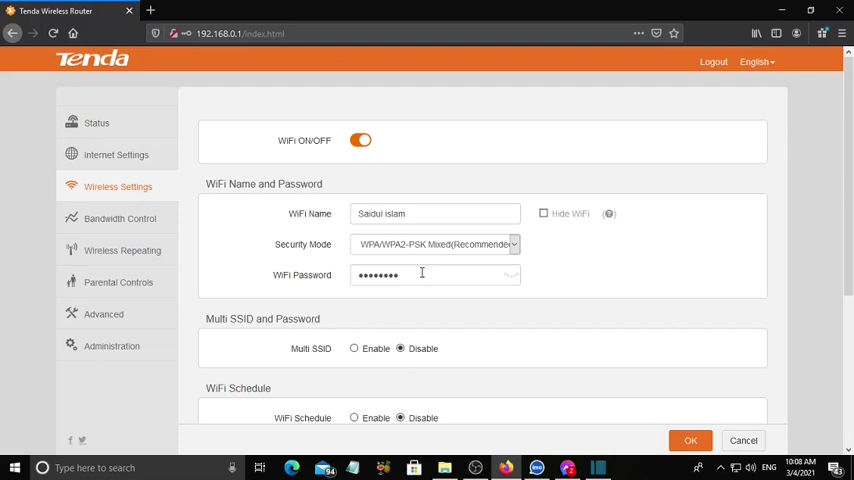 Tenda Wireless Router
192.168.0.1/index.html
Tenda
Logout
English
Status
Internet Settings
Wireless Settings
Bandwidth Control
Wireless Repeating
Parental Controls
Advanced
Administration
WiFi ON/OFF
WiFi Name and Password
WiFi Name
Saidul islam
Hide WiFi
Security Mode
WPA/WPA2-PSK Mixed(Recommende
WiFi Password
••••••••
Multi SSID and Password
Multi SSID
Enable
Disable
WiFi Schedule
WiFi Schedule
Enable
Disable
OK
Cancel
Type here to search
94
2
ENG
10:08 AM
3/4/2021
43